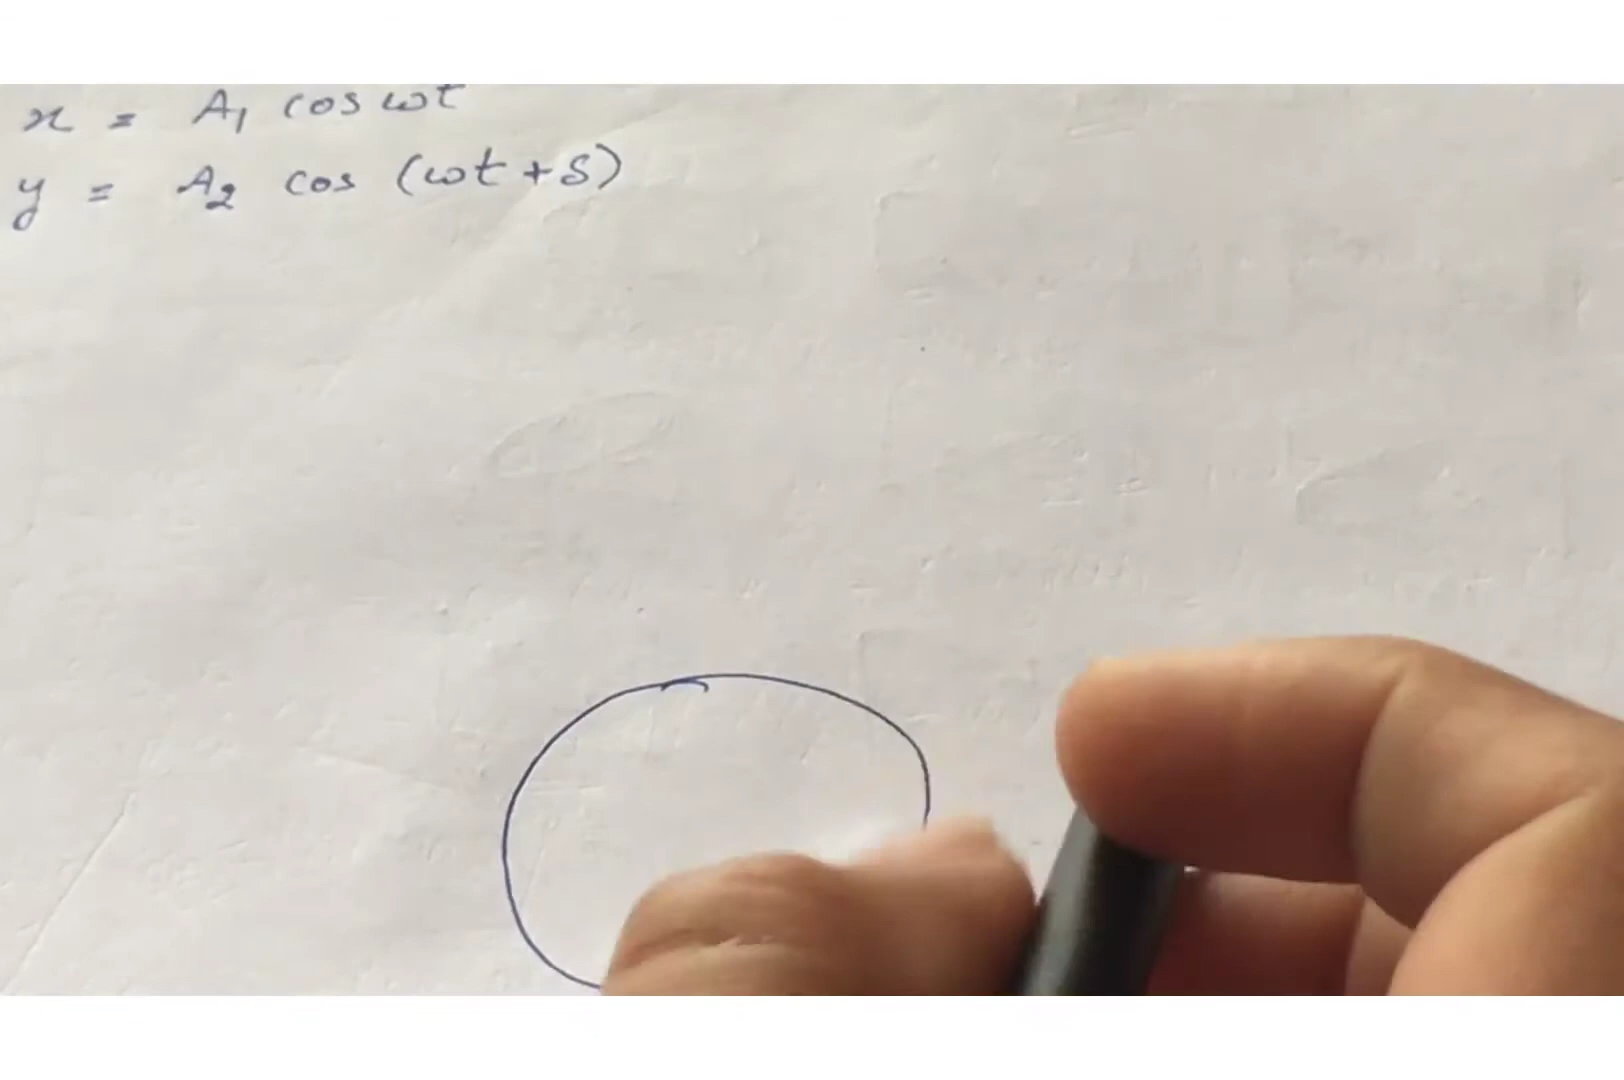 x = A₁ cos ωt
y = A₂ cos (ωt + δ)